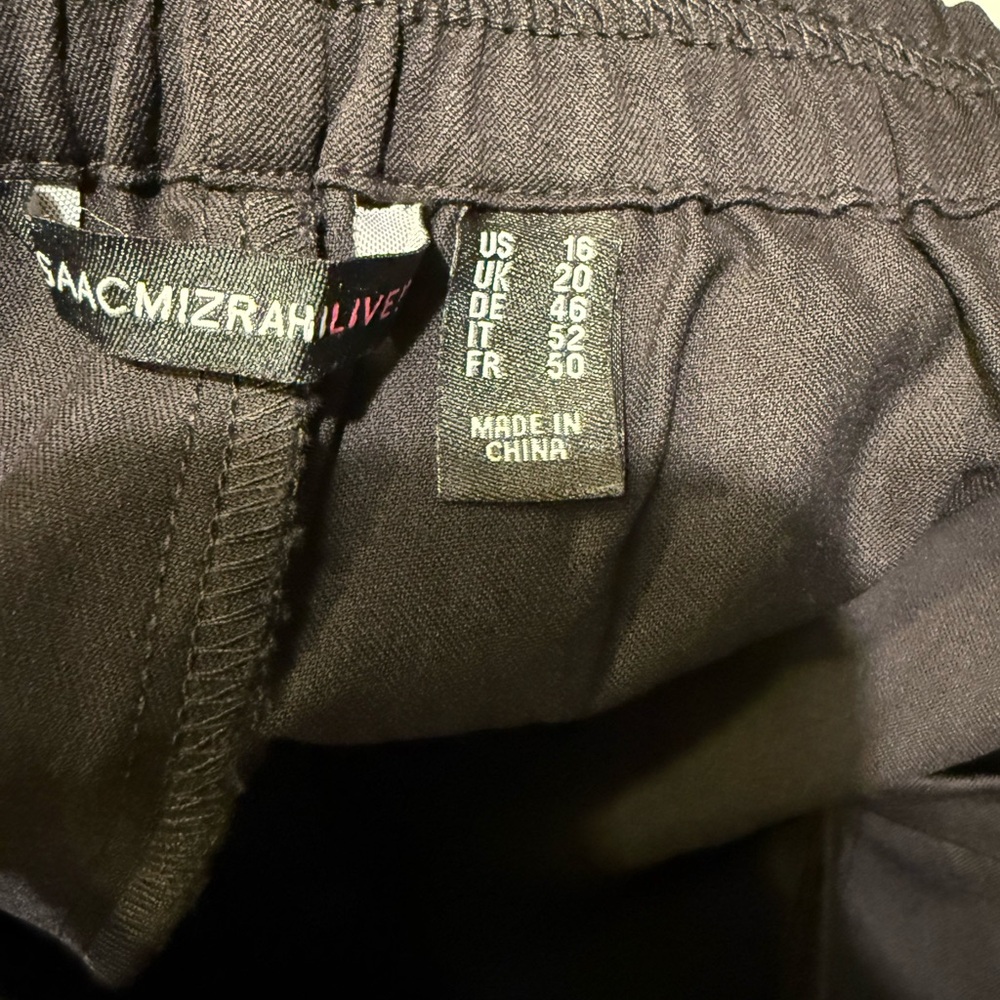 SAACMIZRAHILIVE!
US 16
UK 20
DE 46
IT 52
FR 50
MADE IN
CHINA